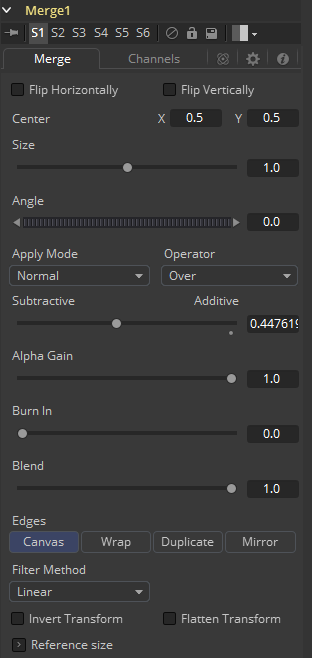 Merge1
S1 S2 S3 S4 S5 S6
Merge Channels
Flip Horizontally Flip Vertically
Center X 0.5 Y 0.5
Size
1.0
Angle
0.0
Apply Mode Operator
Normal Over
Subtractive Additive
0.447619
Alpha Gain
1.0
Burn In
0.0
Blend
1.0
Edges
Canvas Wrap Duplicate Mirror
Filter Method
Linear
Invert Transform Flatten Transform
Reference size